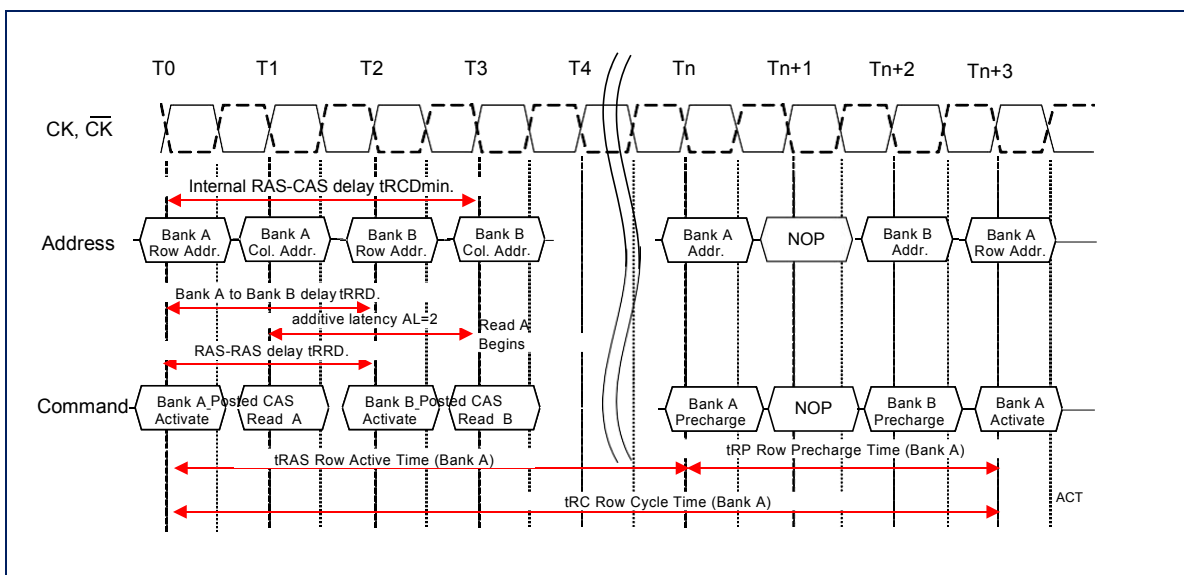 T0 T1 T2 T3 T4 Tn Tn+1 Tn+2 Tn+3
CK, CK
Internal RAS-CAS delay tRCDmin.
Address
Bank A Row Addr.
Bank A Col. Addr.
Bank B Row Addr.
Bank B Col. Addr.
Bank A Addr.
NOP
Bank B Addr.
Bank A Row Addr.
Bank A to Bank B delay tRRD.
additive latency AL=2
Read A
Begins
RAS-RAS delay tRRD.
Command
Bank A Activate
Posted CAS Read A
Bank B Activate
Posted CAS Read B
Bank A Precharge
NOP
Bank B Precharge
Bank A Activate
tRAS Row Active Time (Bank A)
tRP Row Precharge Time (Bank A)
tRC Row Cycle Time (Bank A)
ACT